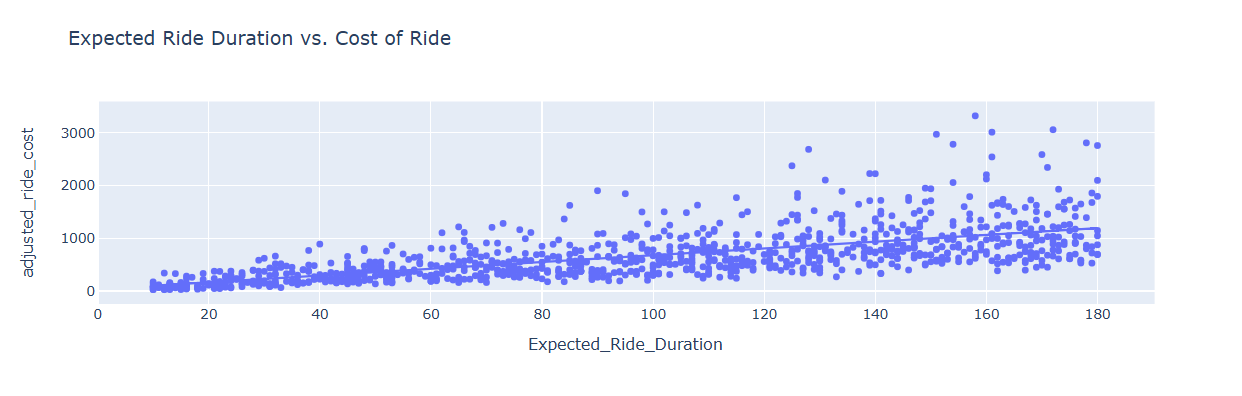 Expected Ride Duration vs. Cost of Ride
adjusted_ride_cost
3000
2000
1000
0
0 20 40 60 80 100 120 140 160 180
Expected_Ride_Duration